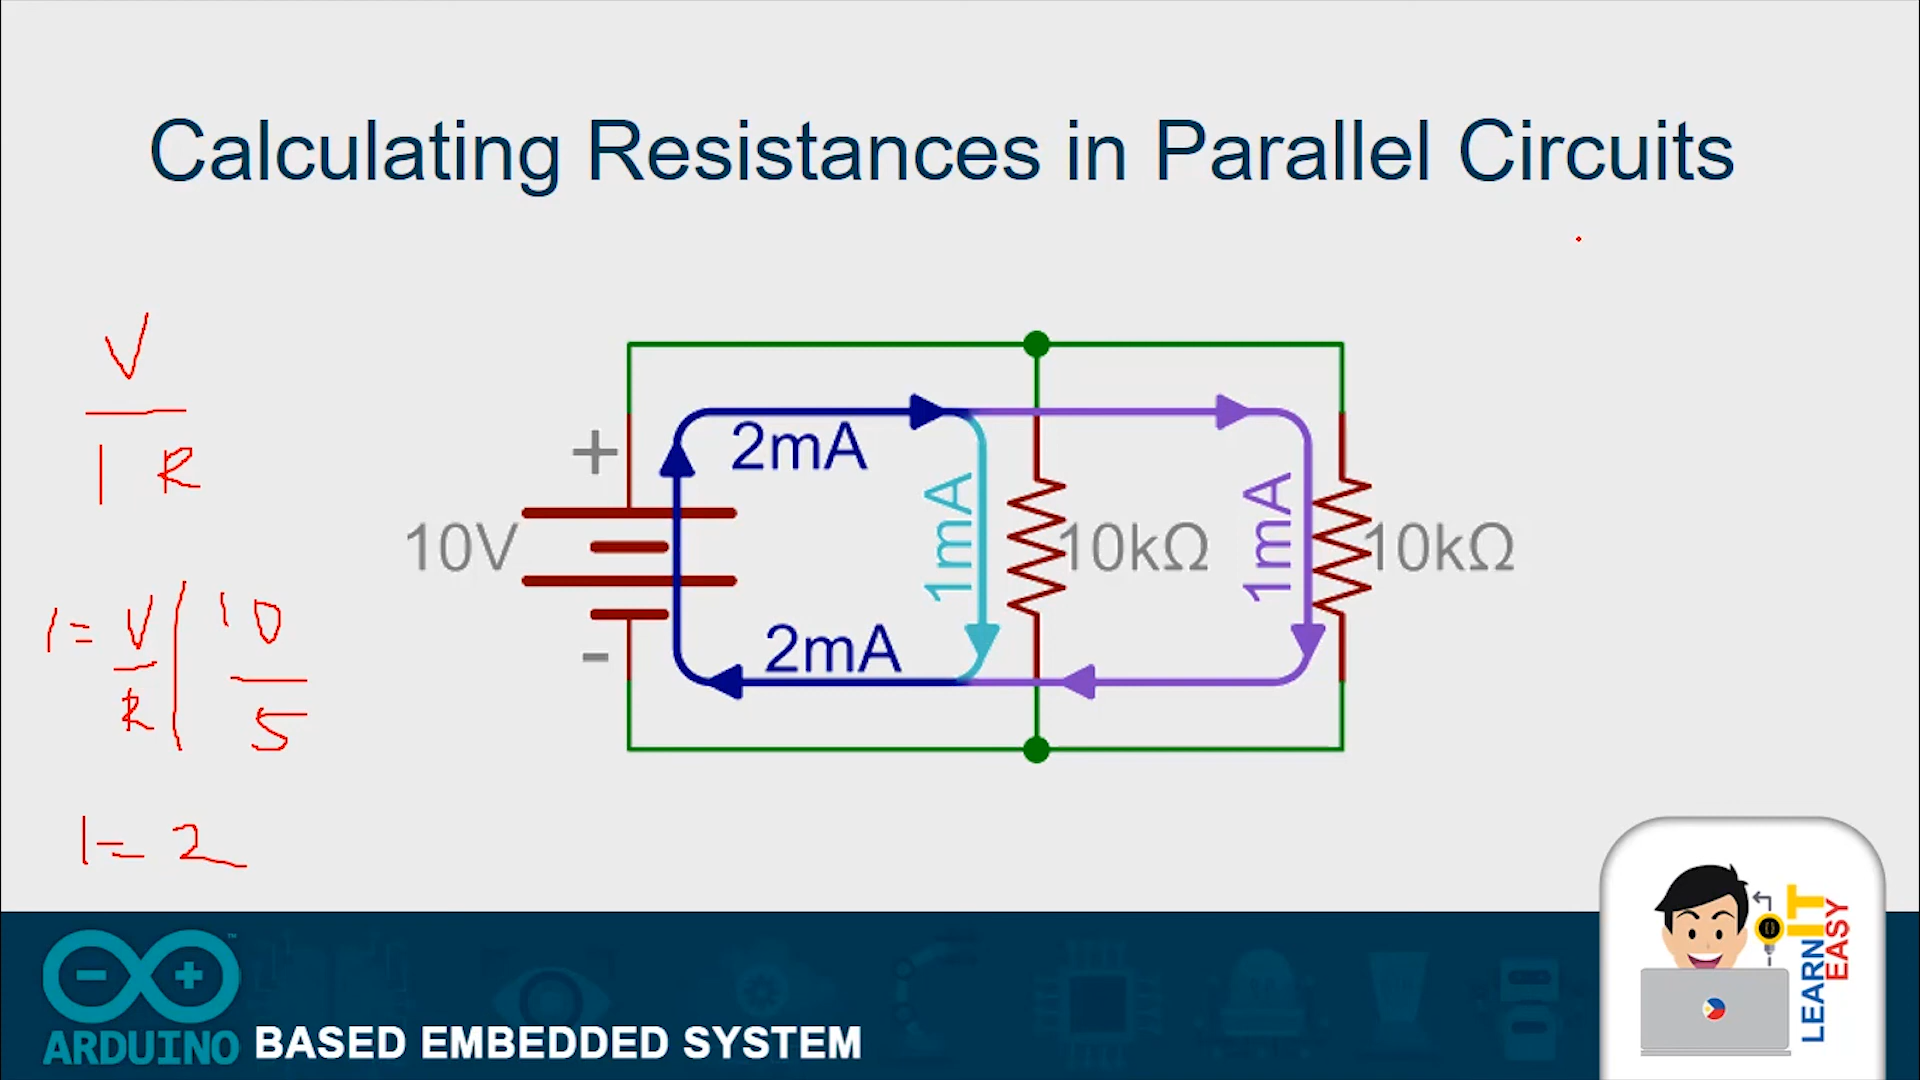 Calculating Resistances in Parallel Circuits
V
I R
I = V
R
10
5
I = 2
+
10V
-
2mA
2mA
1mA
10kΩ
1mA
10kΩ
ARDUINO™
BASED EMBEDDED SYSTEM
LEARN IT
EASY